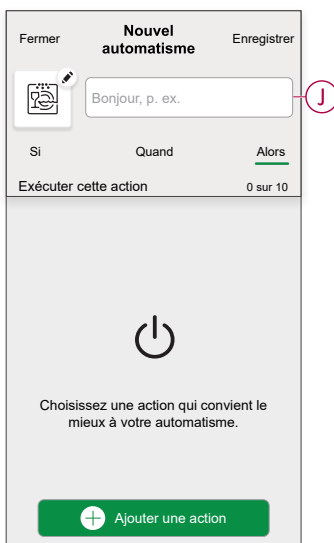 Fermer
Nouvel
automatisme
Enregistrer
Bonjour, p. ex.
J
Si
Quand
Alors
Exécuter cette action
0 sur 10
Choisissez une action qui convient le
mieux à votre automatisme.
Ajouter une action